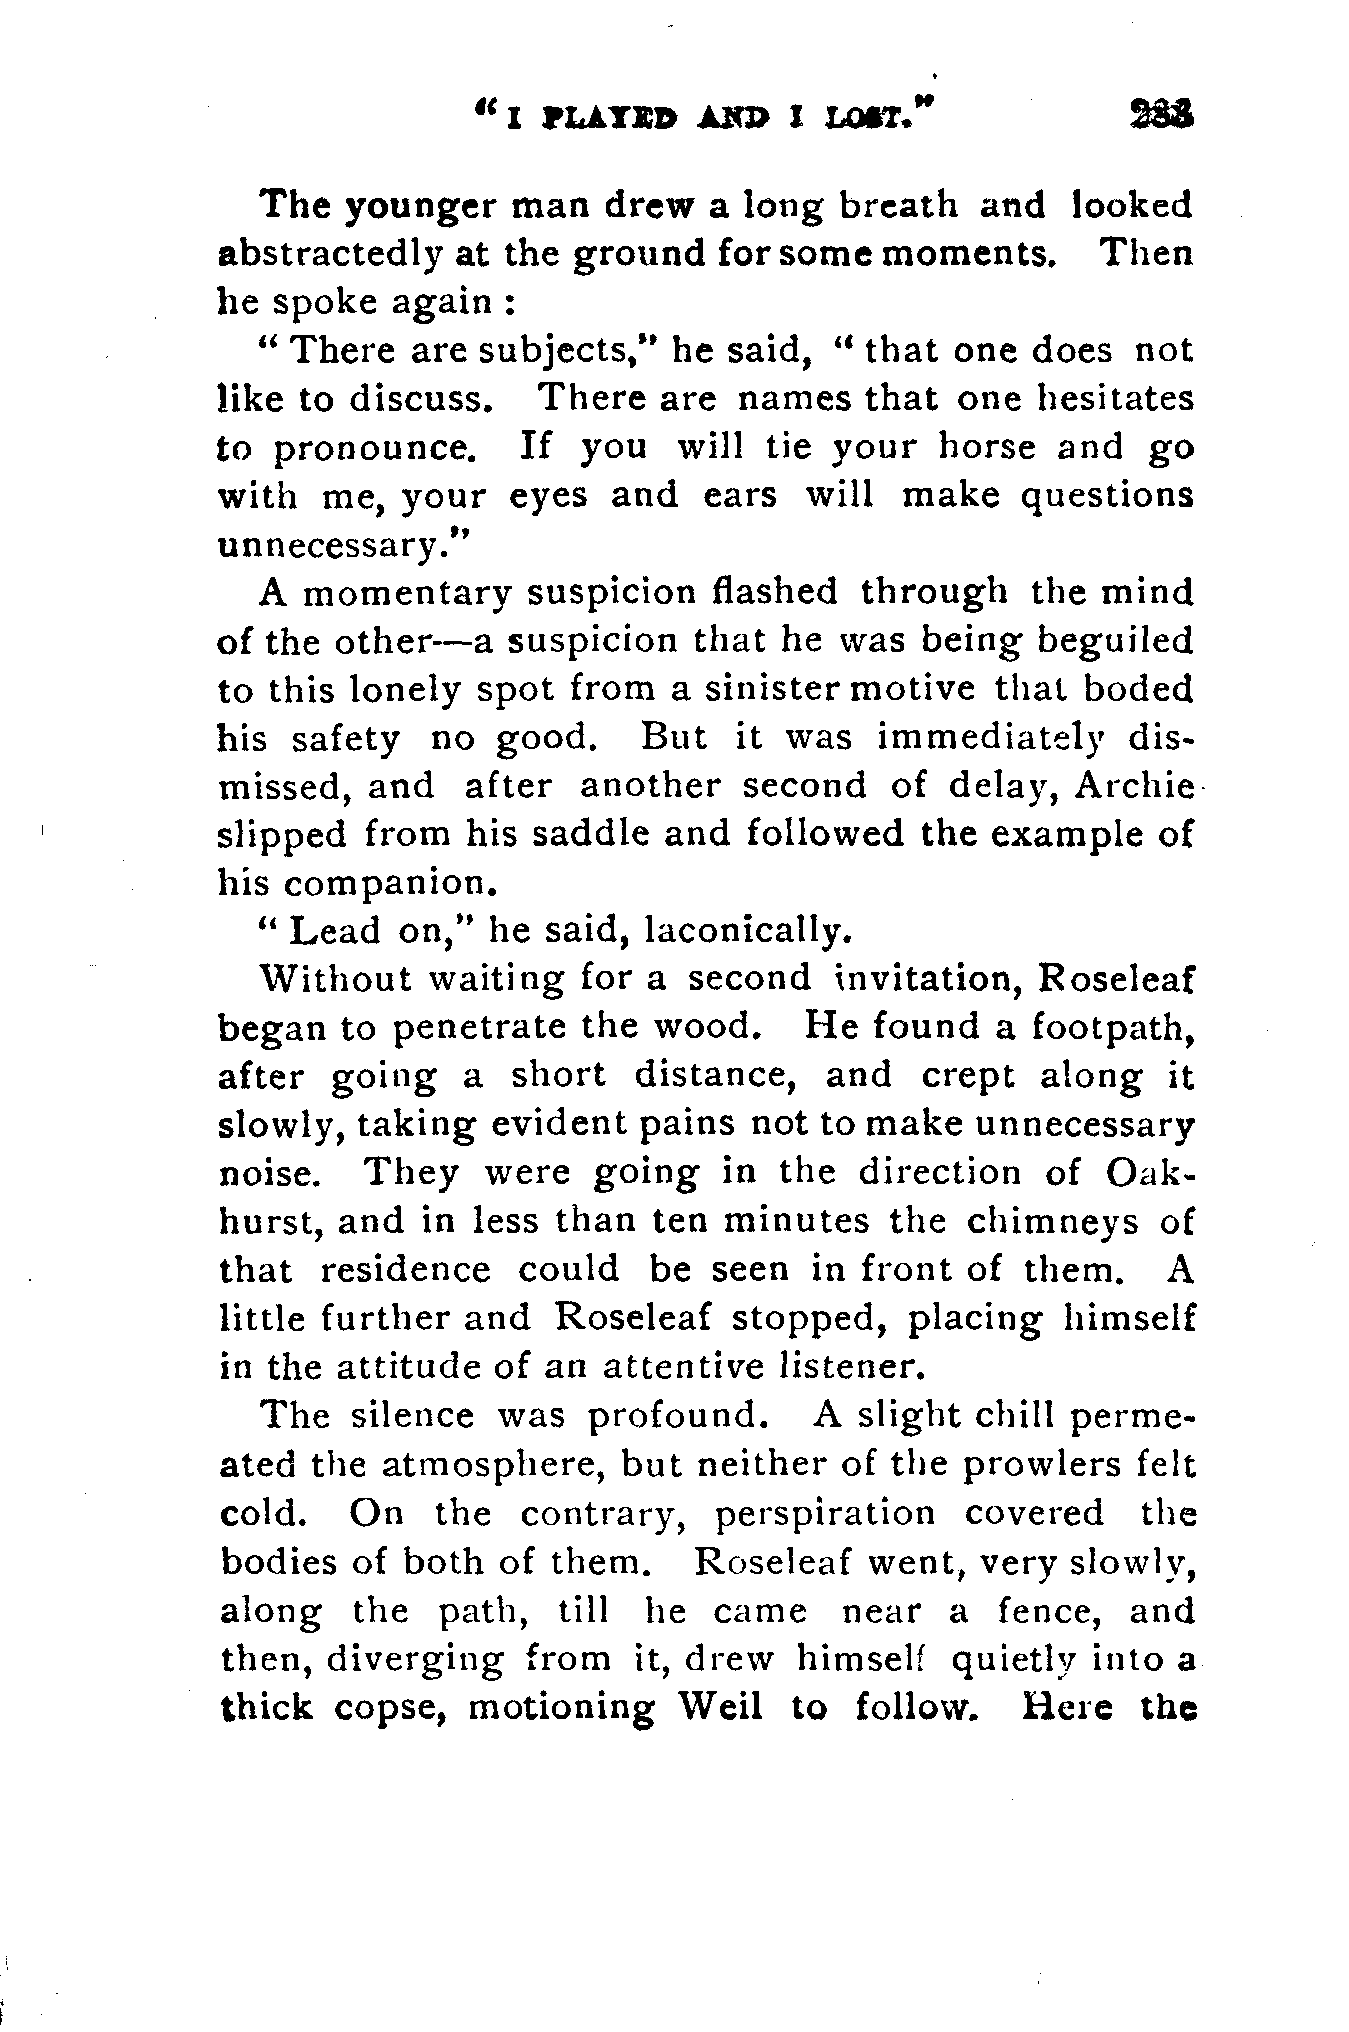 “ I PLAYED AND I LOST.”
The younger man drew a long breath and looked
abstractedly at the ground for some moments. Then
he spoke again :
“ There are subjects,” he said, “ that one does not
like to discuss. There are names that one hesitates
to pronounce. If you will tie your horse and go
with me, your eyes and ears will make questions
unnecessary.”
A momentary suspicion flashed through the mind
of the other—a suspicion that he was being beguiled
to this lonely spot from a sinister motive that boded
his safety no good. But it was immediately dis-
missed, and after another second of delay, Archie
slipped from his saddle and followed the example of
his companion.
“ Lead on,” he said, laconically.
Without waiting for a second invitation, Roseleaf
began to penetrate the wood. He found a footpath,
after going a short distance, and crept along it
slowly, taking evident pains not to make unnecessary
noise. They were going in the direction of Oak-
hurst, and in less than ten minutes the chimneys of
that residence could be seen in front of them. A
little further and Roseleaf stopped, placing himself
in the attitude of an attentive listener.
The silence was profound. A slight chill perme-
ated the atmosphere, but neither of the prowlers felt
cold. On the contrary, perspiration covered the
bodies of both of them. Roseleaf went, very slowly,
along the path, till he came near a fence, and
then, diverging from it, drew himself quietly into a
thick copse, motioning Weil to follow. Here the